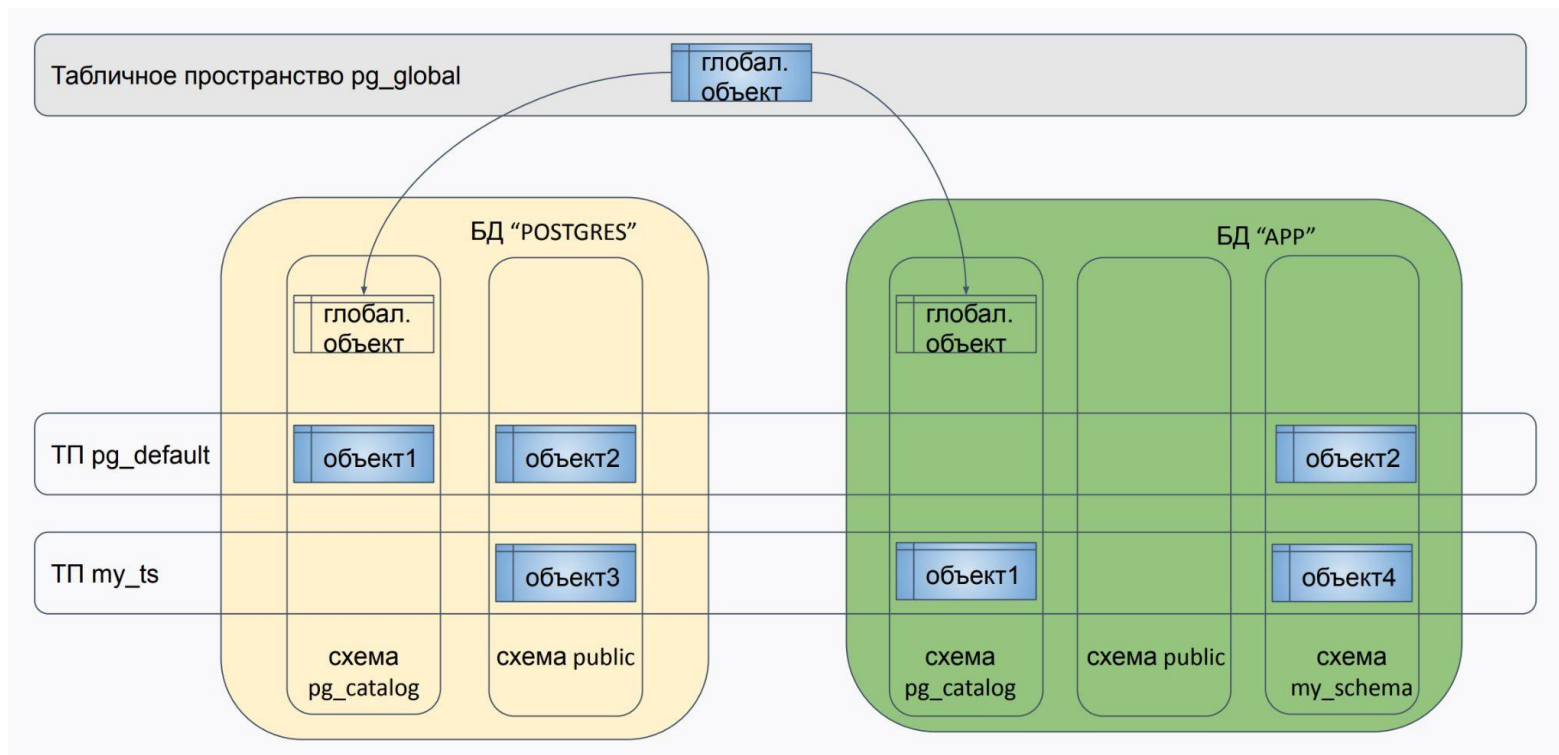 Табличное пространство pg_global
глобал.
объект
БД “POSTGRES”
БД “APP”
глобал.
объект
глобал.
объект
ТП pg_default
объект1
объект2
объект2
ТП my_ts
объект3
объект1
объект4
схема
pg_catalog
схема public
схема
pg_catalog
схема public
схема
my_schema